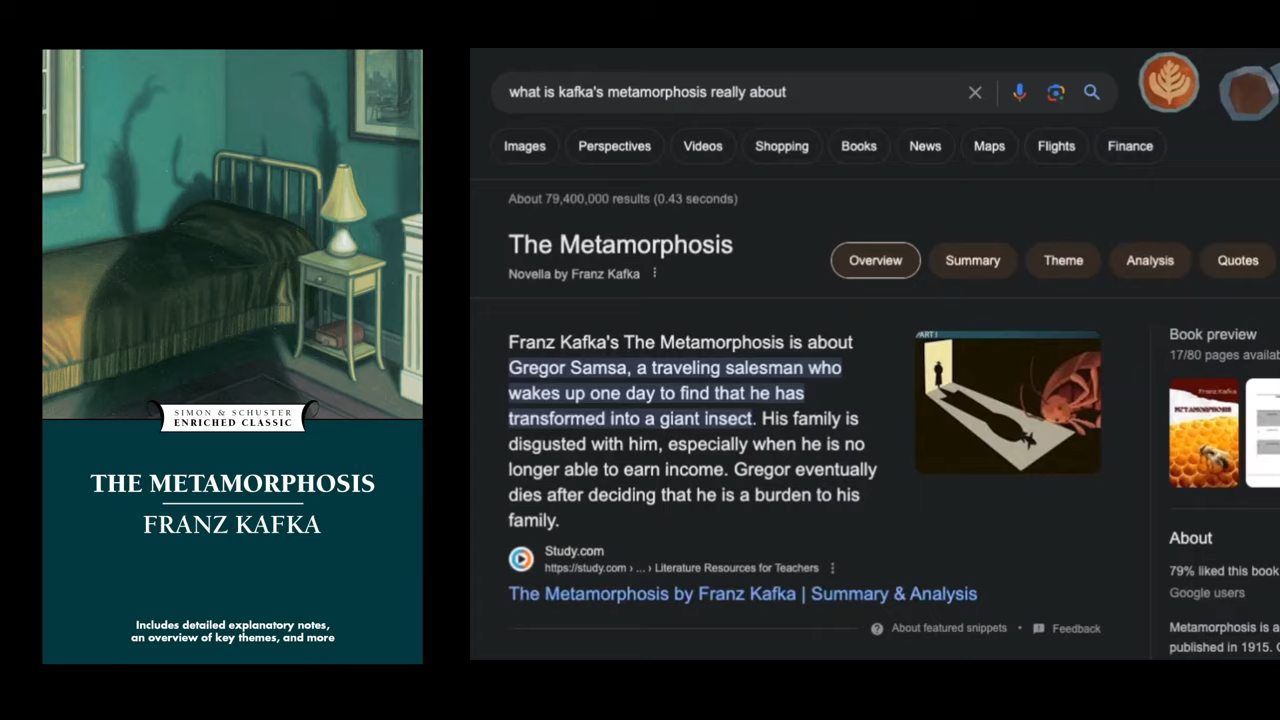 SIMON & SCHUSTER
ENRICHED CLASSIC
THE METAMORPHOSIS
FRANZ KAFKA
Includes detailed explanatory notes,
an overview of key themes, and more
what is kafka's metamorphosis really about
Images Perspectives Videos Shopping Books News Maps Flights Finance
About 79,400,000 results (0.43 seconds)
The Metamorphosis
Novella by Franz Kafka
Overview Summary Theme Analysis Quotes
Franz Kafka's The Metamorphosis is about
Gregor Samsa, a traveling salesman who
wakes up one day to find that he has
transformed into a giant insect. His family is
disgusted with him, especially when he is no
longer able to earn income. Gregor eventually
dies after deciding that he is a burden to his
family.
PART I
Study.com
https://study.com › ... › Literature Resources for Teachers
The Metamorphosis by Franz Kafka | Summary & Analysis
About featured snippets • Feedback
Book preview
17/80 pages availab
Franz Kafka
METAMORPHOSIS
About
79% liked this book
Google users
Metamorphosis is a
published in 1915.